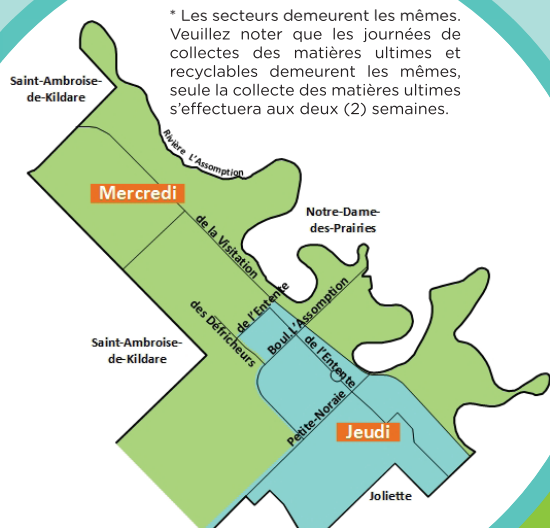 * Les secteurs demeurent les mêmes.
Veuillez noter que les journées de
collectes des matières ultimes et
recyclables demeurent les mêmes,
seule la collecte des matières ultimes
s’effectuera aux deux (2) semaines.
Saint-Ambroise-
de-Kildare
Rivière L'Assomption
Mercredi
Notre-Dame-
des-Prairies
de la Visitation
de l'Entente
des Défricheurs
Boul.L'Assomption
de l'Entente
Saint-Ambroise-
de-Kildare
Petite-Noraie
Jeudi
Joliette